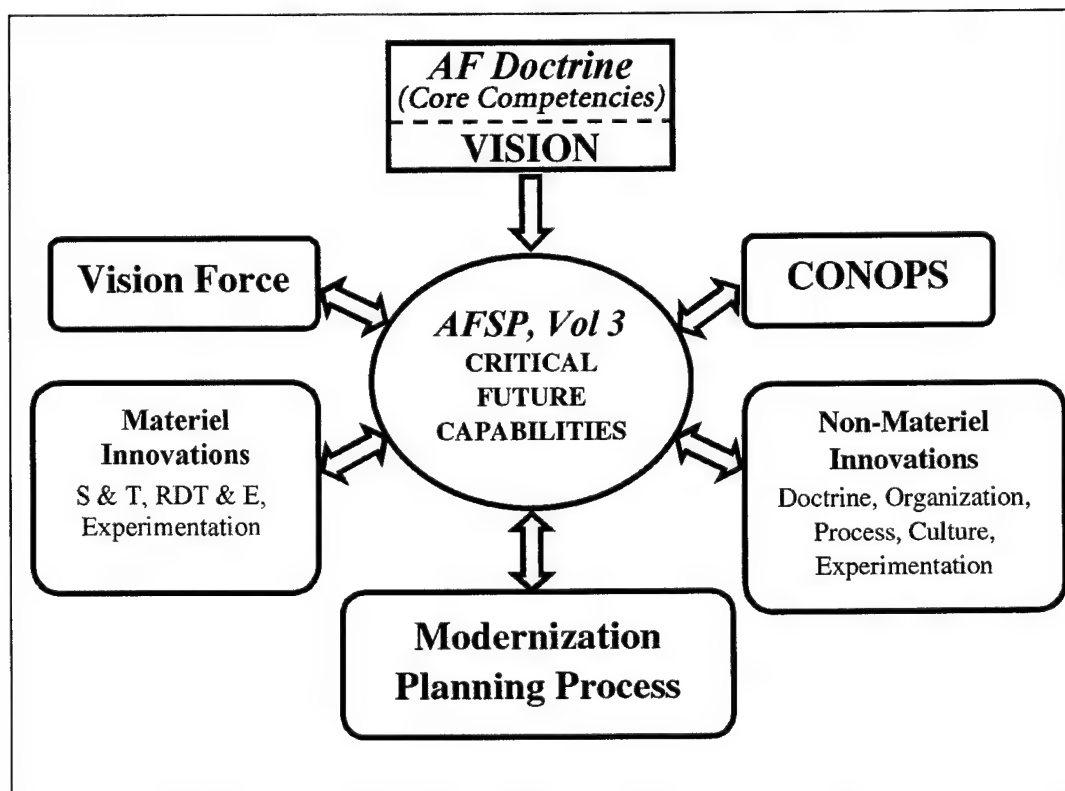 AF Doctrine
(Core Competencies)
VISION
Vision Force
CONOPS
AFSP, Vol 3
CRITICAL
FUTURE
CAPABILITIES
Materiel
Innovations
S & T, RDT & E,
Experimentation
Non-Materiel
Innovations
Doctrine, Organization,
Process, Culture,
Experimentation
Modernization
Planning Process